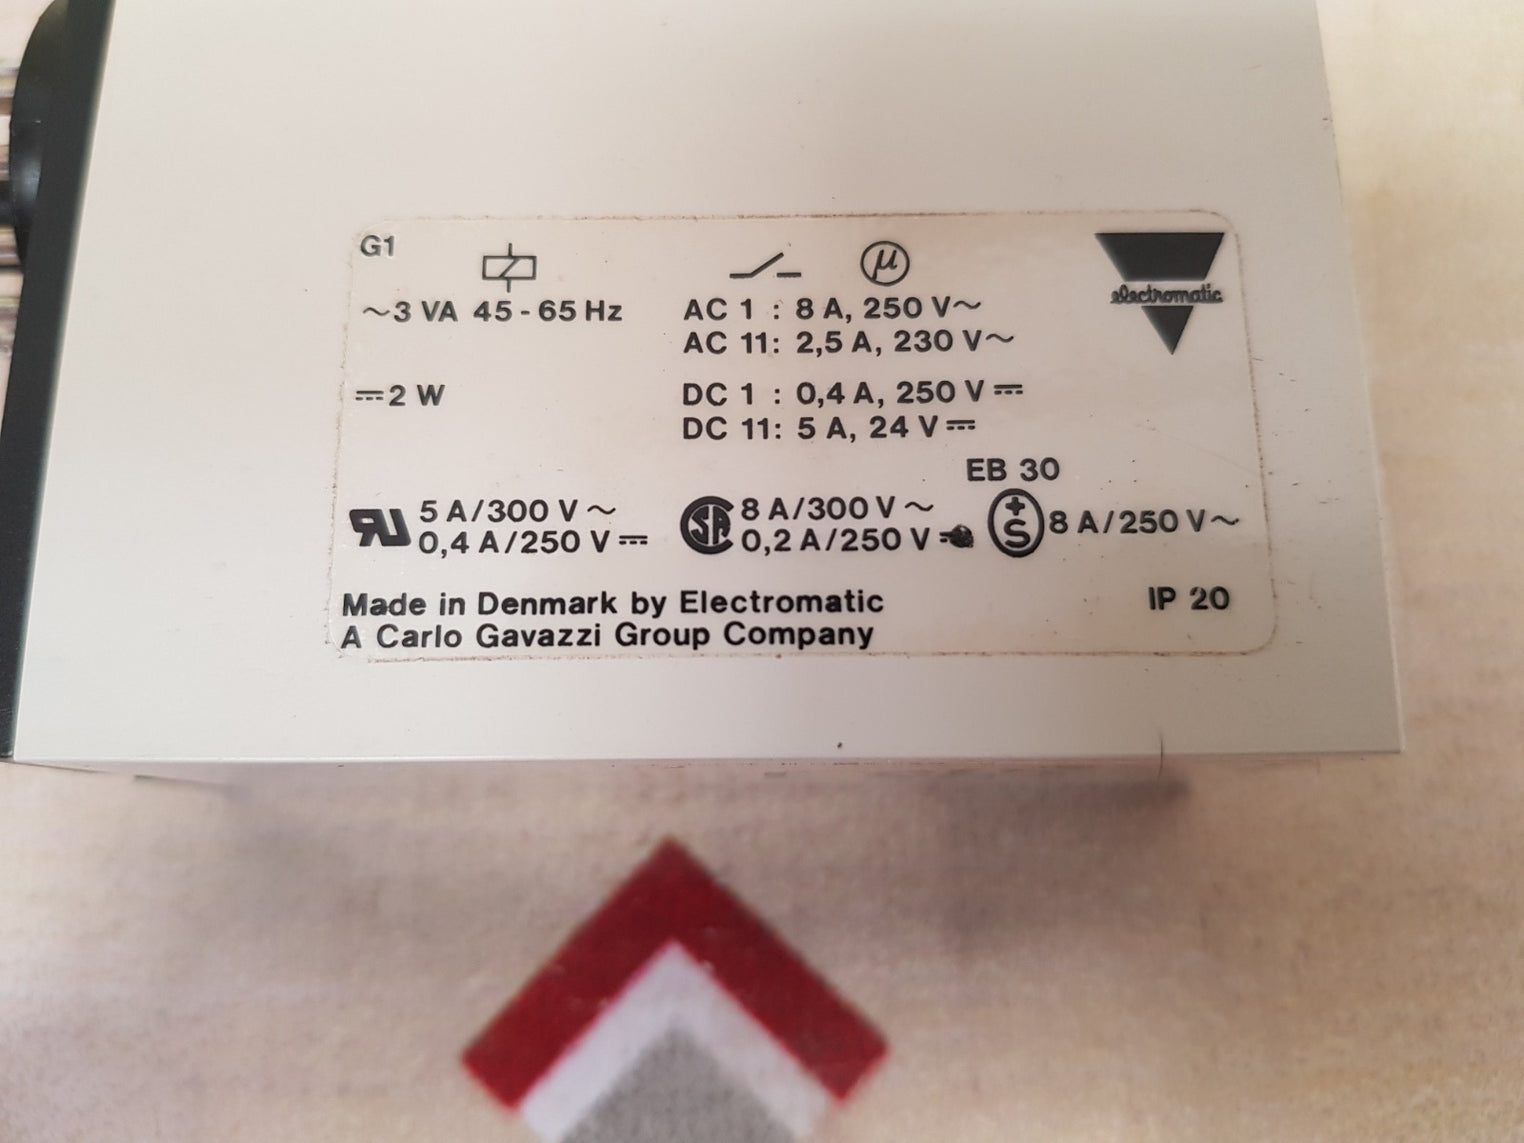 G1
µ
electromatic
~3 VA 45 - 65 Hz
AC 1 : 8 A, 250 V~
AC 11: 2,5 A, 230 V~
⎓2 W
DC 1 : 0,4 A, 250 V⎓
DC 11: 5 A, 24 V⎓
EB 30
RU 5 A/300 V ~
0,4 A/250 V⎓
SA 8 A/300 V ~
0,2 A/250 V
+S 8 A/250 V~
Made in Denmark by Electromatic
A Carlo Gavazzi Group Company
IP 20